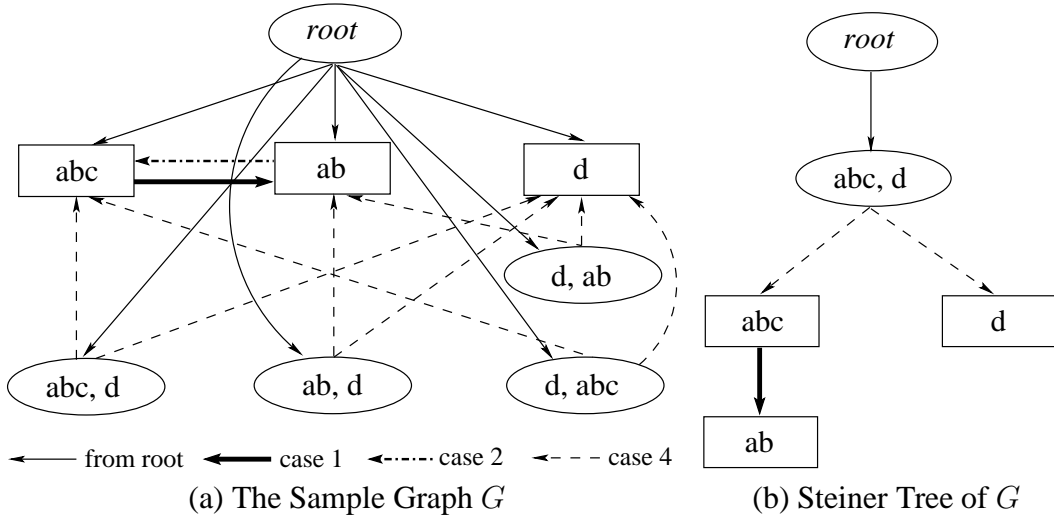 root
root
abc
ab
d
abc, d
d, ab
abc
d
abc, d
ab, d
d, abc
ab
from root
case 1
case 2
case 4
(a) The Sample Graph G
(b) Steiner Tree of G